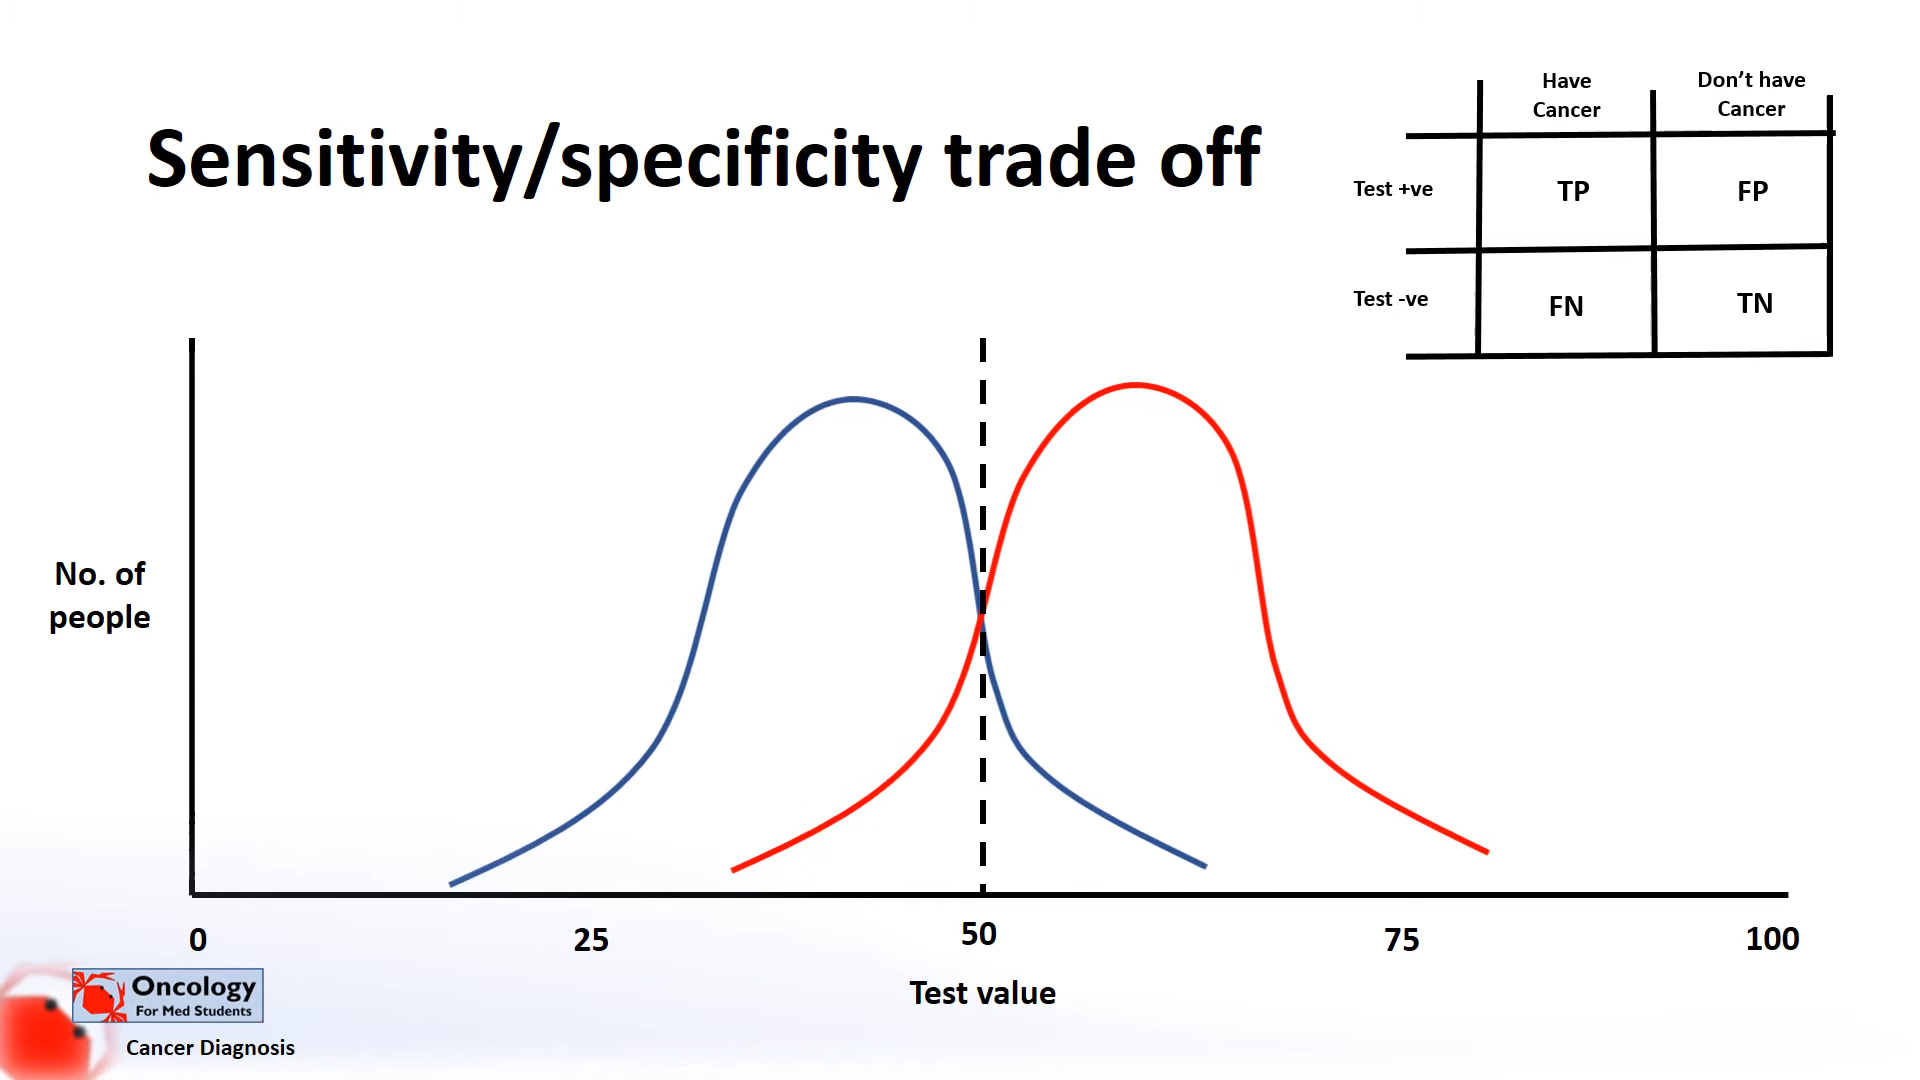 Sensitivity/specificity trade off
Have
Cancer
Don’t have
Cancer
Test +ve
TP
FP
Test -ve
FN
TN
No. of
people
0
25
50
75
100
Test value
Oncology
For Med Students
Cancer Diagnosis